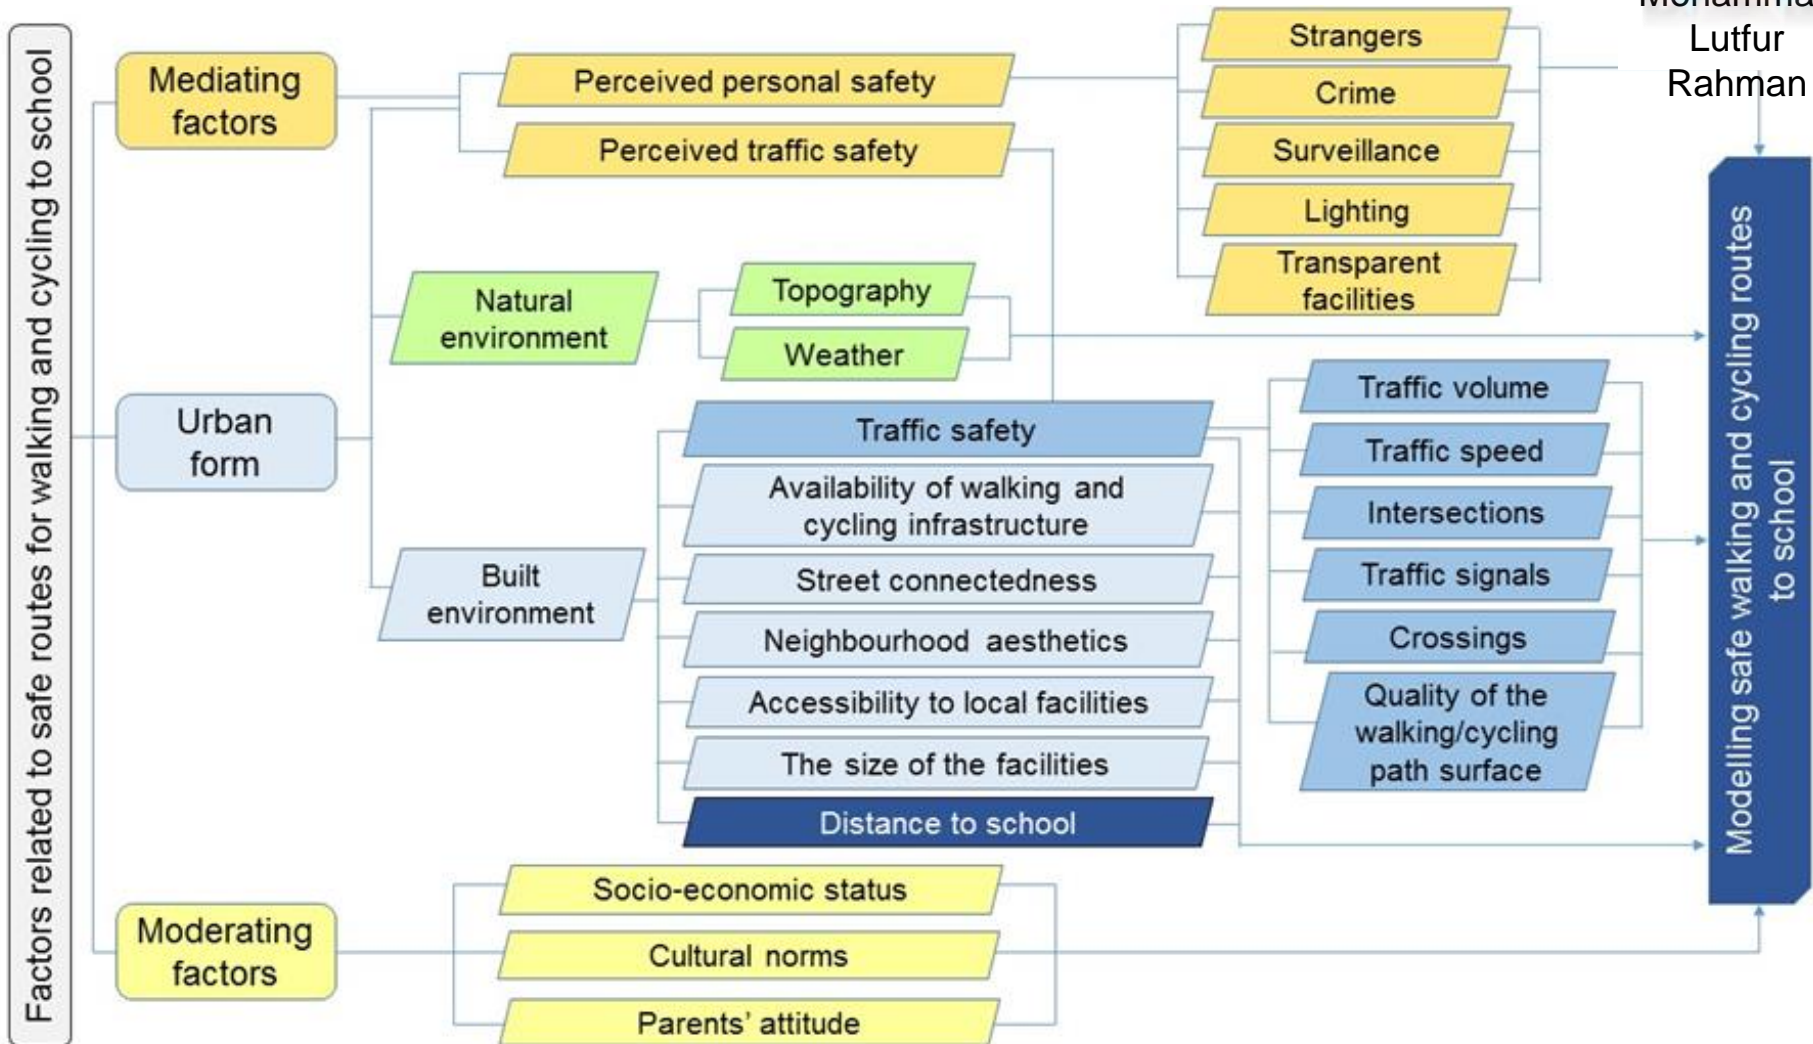 Factors related to safe routes for walking and cycling to school
Mediating
factors
Perceived personal safety
Perceived traffic safety
Strangers
Crime
Surveillance
Lighting
Transparent
facilities
Lutfur
Rahman
Urban
form
Natural
environment
Topography
Weather
Built
environment
Traffic safety
Availability of walking and
cycling infrastructure
Street connectedness
Neighbourhood aesthetics
Accessibility to local facilities
The size of the facilities
Distance to school
Traffic volume
Traffic speed
Intersections
Traffic signals
Crossings
Quality of the
walking/cycling
path surface
Moderating
factors
Socio-economic status
Cultural norms
Parents’ attitude
Modelling safe walking and cycling routes
to school